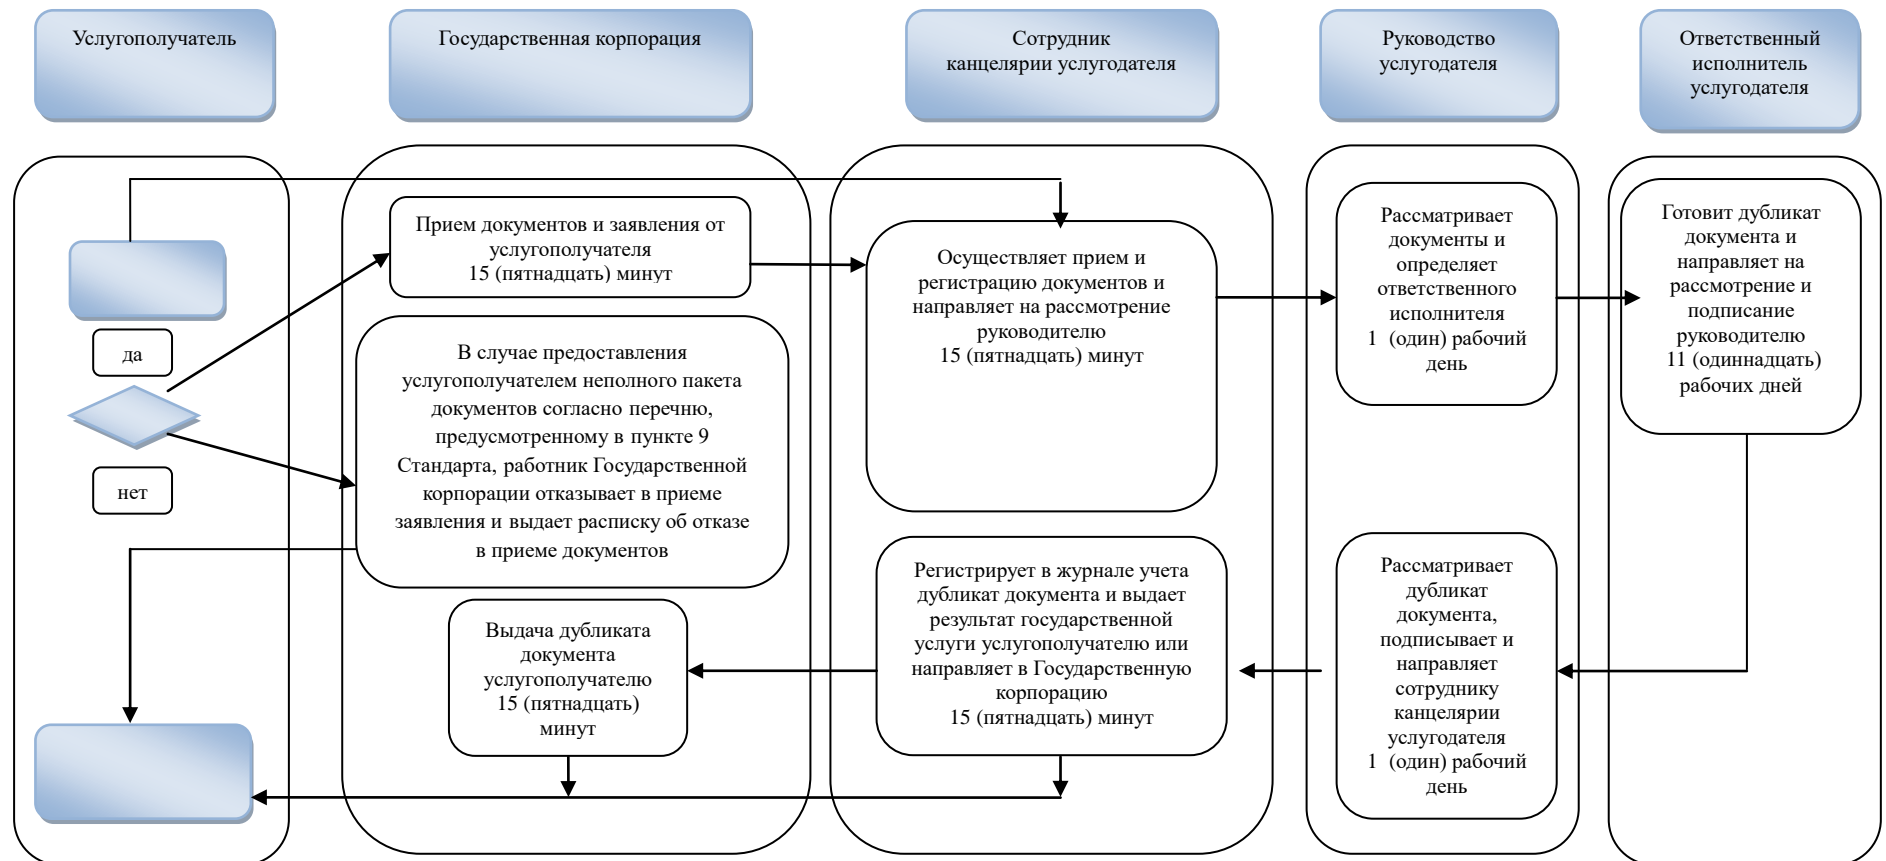 Услугополучатель
Государственная корпорация
Сотрудник
канцелярии услугодателя
Руководство
услугодателя
Ответственный
исполнитель
услугодателя
да
нет
Прием документов и заявления от
услугополучателя
15 (пятнадцать) минут
В случае предоставления
услугополучателем неполного пакета
документов согласно перечню,
предусмотренному в пункте 9
Стандарта, работник Государственной
корпорации отказывает в приеме
заявления и выдает расписку об отказе
в приеме документов
Выдача дубликата
документа
услугополучателю
15 (пятнадцать)
минут
Осуществляет прием и
регистрацию документов и
направляет на рассмотрение
руководителю
15 (пятнадцать) минут
Регистрирует в журнале учета
дубликат документа и выдает
результат государственной
услуги услугополучателю или
направляет в Государственную
корпорацию
15 (пятнадцать) минут
Рассматривает
документы и
определяет
ответственного
исполнителя
1 (один) рабочий
день
Рассматривает
дубликат
документа,
подписывает и
направляет
сотруднику
канцелярии
услугодателя
1 (один) рабочий
день
Готовит дубликат
документа и
направляет на
рассмотрение и
подписание
руководителю
11 (одиннадцать)
рабочих дней